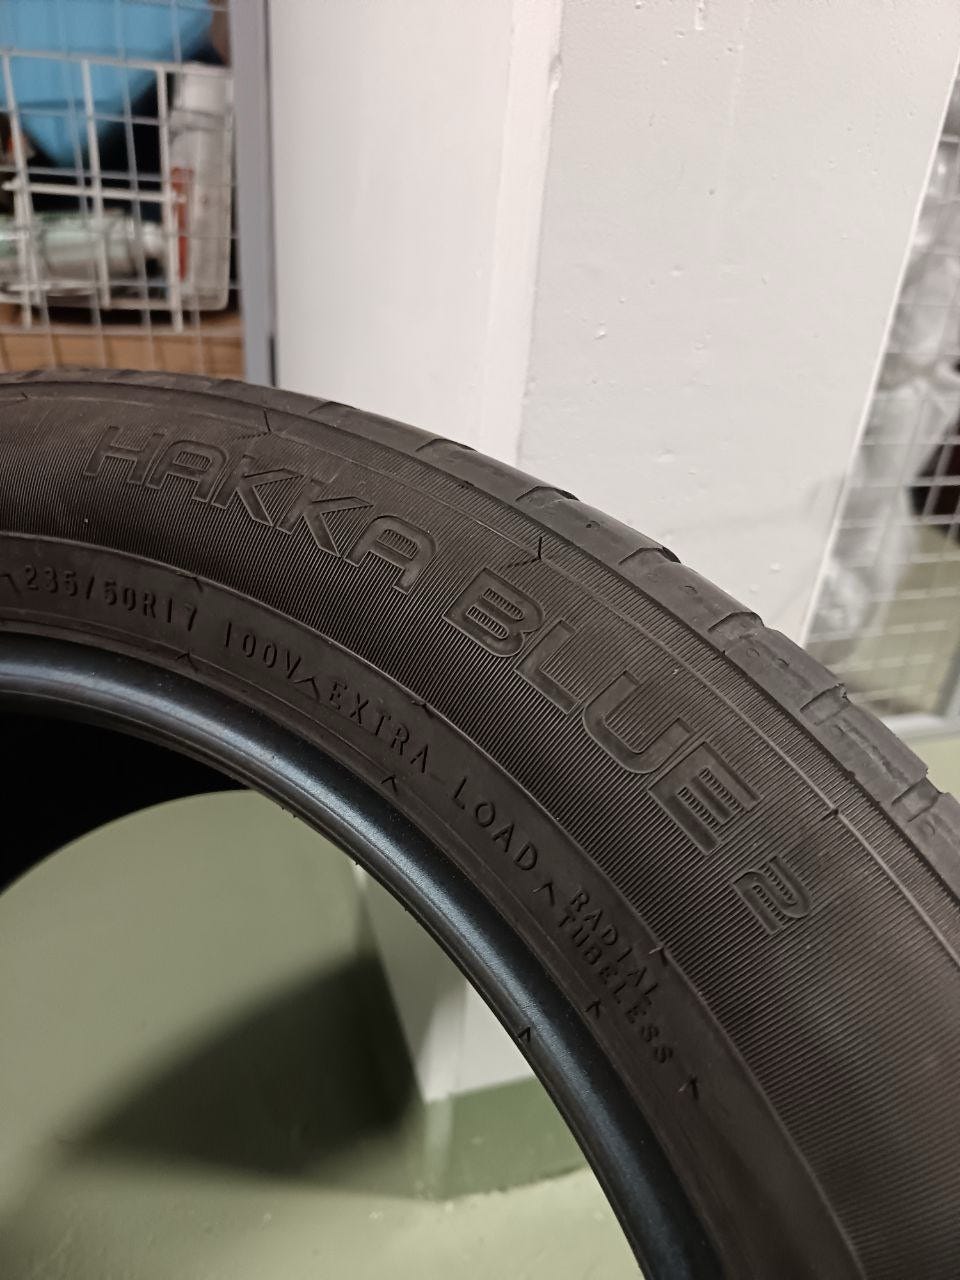 HAKKA BLUE 2
235/50R17 100V EXTRA LOAD
RADIAL
TUBELESS